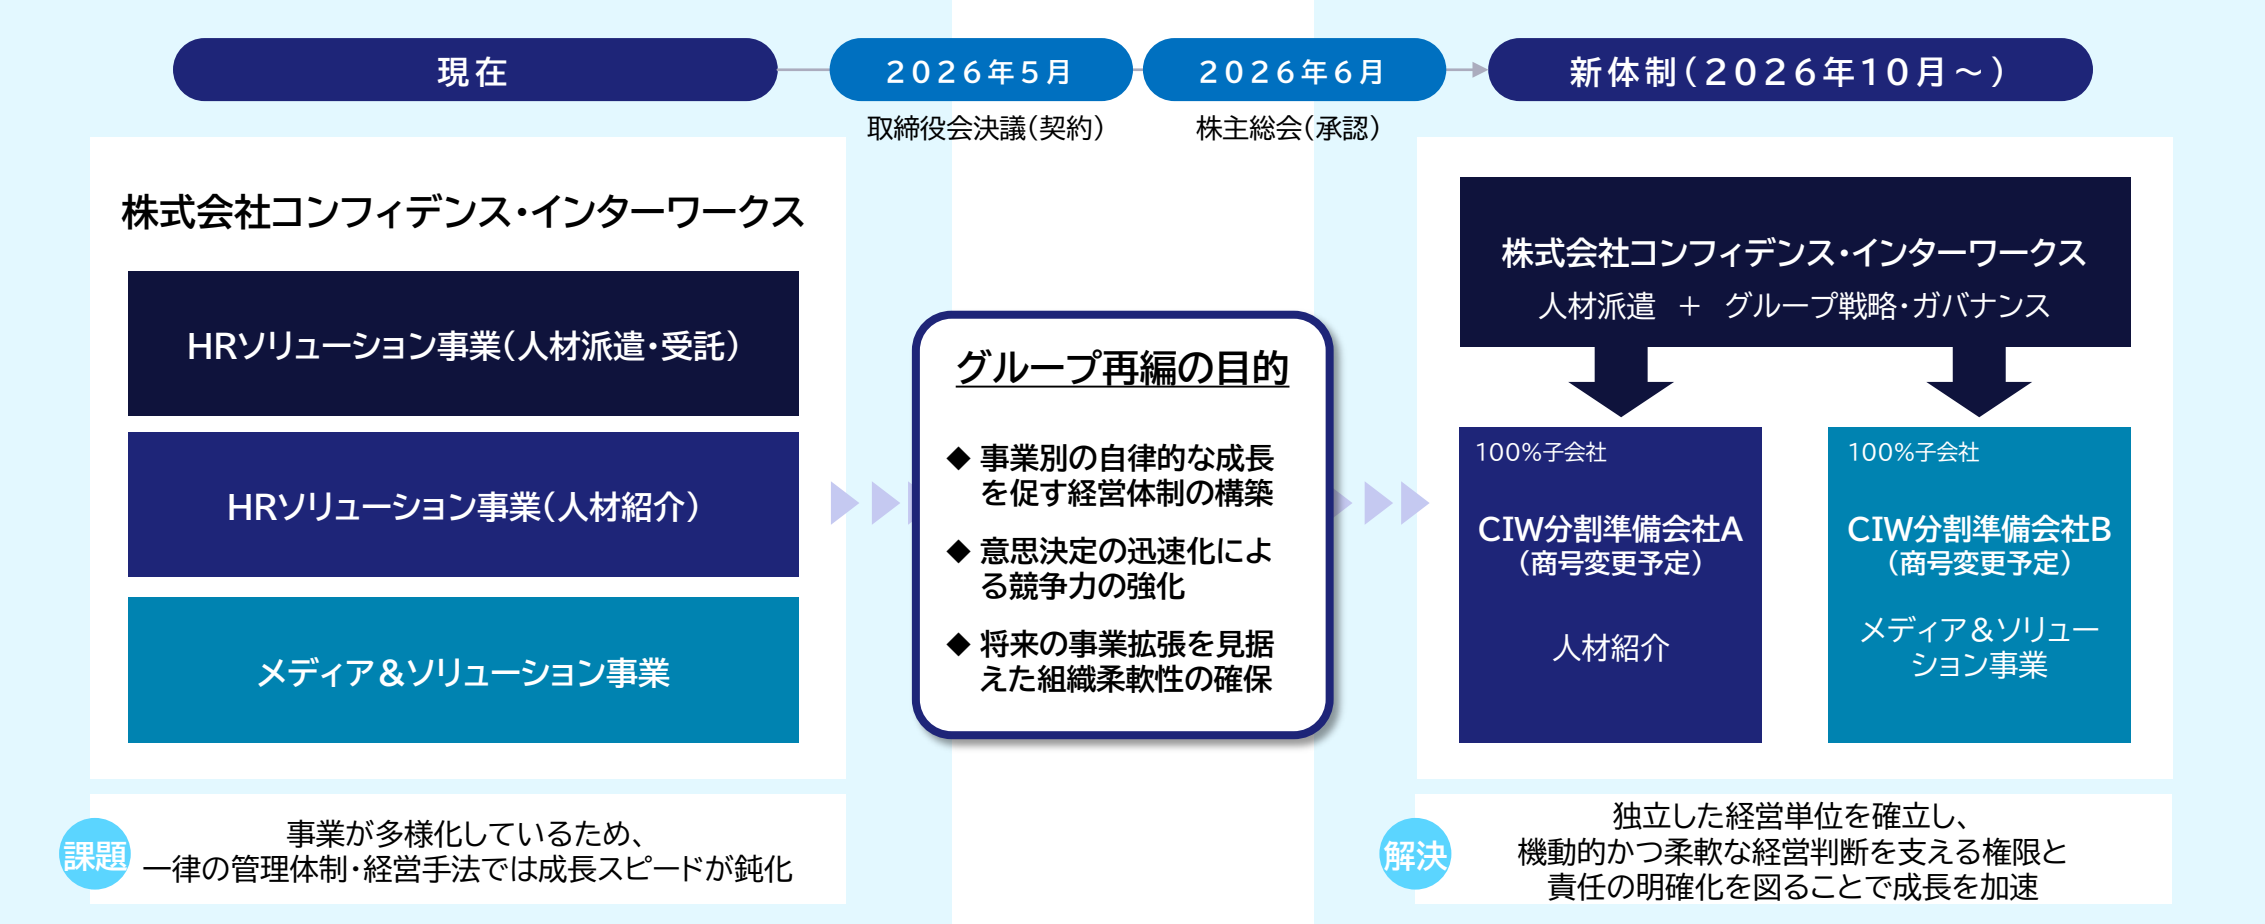 現在
2026年5月
2026年6月
新体制(2026年10月~)
取締役会決議(契約)
株主総会(承認)
株式会社コンフィデンス・インターワークス
HRソリューション事業(人材派遣・受託)
HRソリューション事業(人材紹介)
メディア&ソリューション事業
グループ再編の目的
◆ 事業別の自律的な成長
を促す経営体制の構築
◆ 意思決定の迅速化によ
る競争力の強化
◆ 将来の事業拡張を見据
えた組織柔軟性の確保
株式会社コンフィデンス・インターワークス
人材派遣 + グループ戦略・ガバナンス
100%子会社
CIW分割準備会社A
(商号変更予定)
人材紹介
100%子会社
CIW分割準備会社B
(商号変更予定)
メディア&ソリュー
ション事業
課題
事業が多様化しているため、
一律の管理体制・経営手法では成長スピードが鈍化
解決
独立した経営単位を確立し、
機動的かつ柔軟な経営判断を支える権限と
責任の明確化を図ることで成長を加速